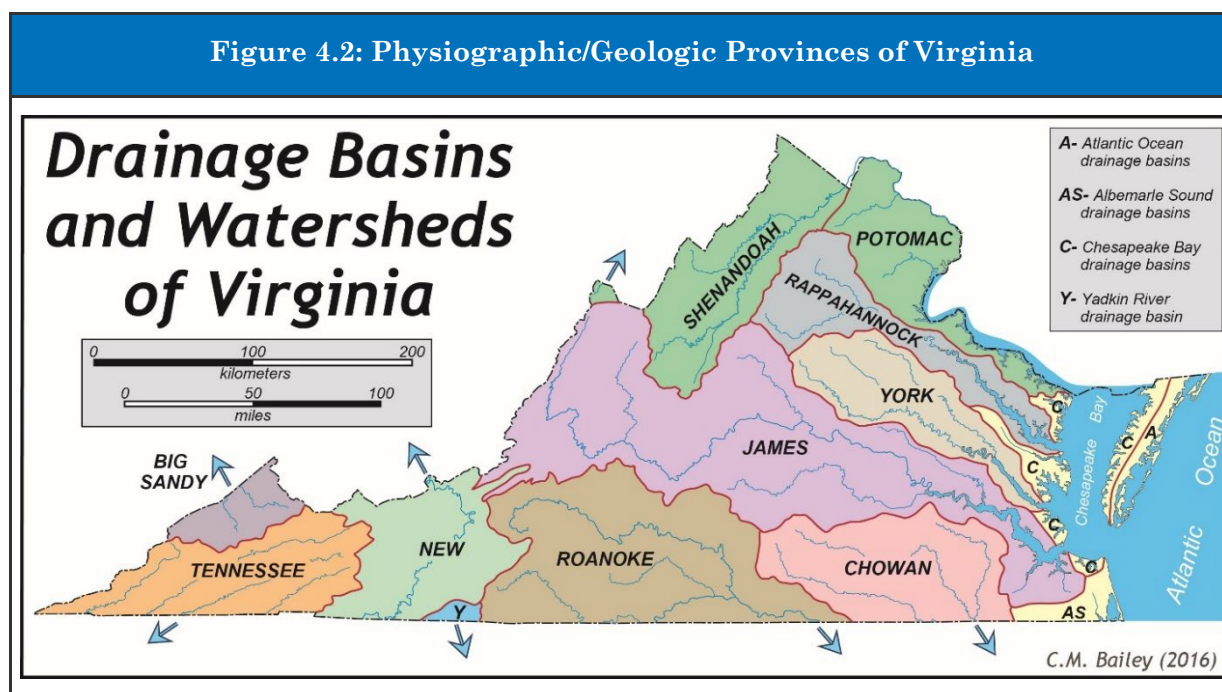 Figure 4.2: Physiographic/Geologic Provinces of Virginia
Drainage Basins
and Watersheds
of Virginia
0 100 200
kilometers
0 50 100
miles
A- Atlantic Ocean
drainage basins
AS- Albemarle Sound
drainage basins
C- Chesapeake Bay
drainage basins
Y- Yadkin River
drainage basin
SHENANDOAH
POTOMAC
RAPPAHANNOCK
YORK
C
C
A
Chesapeake Bay
Ocean
JAMES
C
C
BIG
SANDY
TENNESSEE
NEW
ROANOKE
CHOWAN
C
Y
AS
Atlantic
C.M. Bailey (2016)